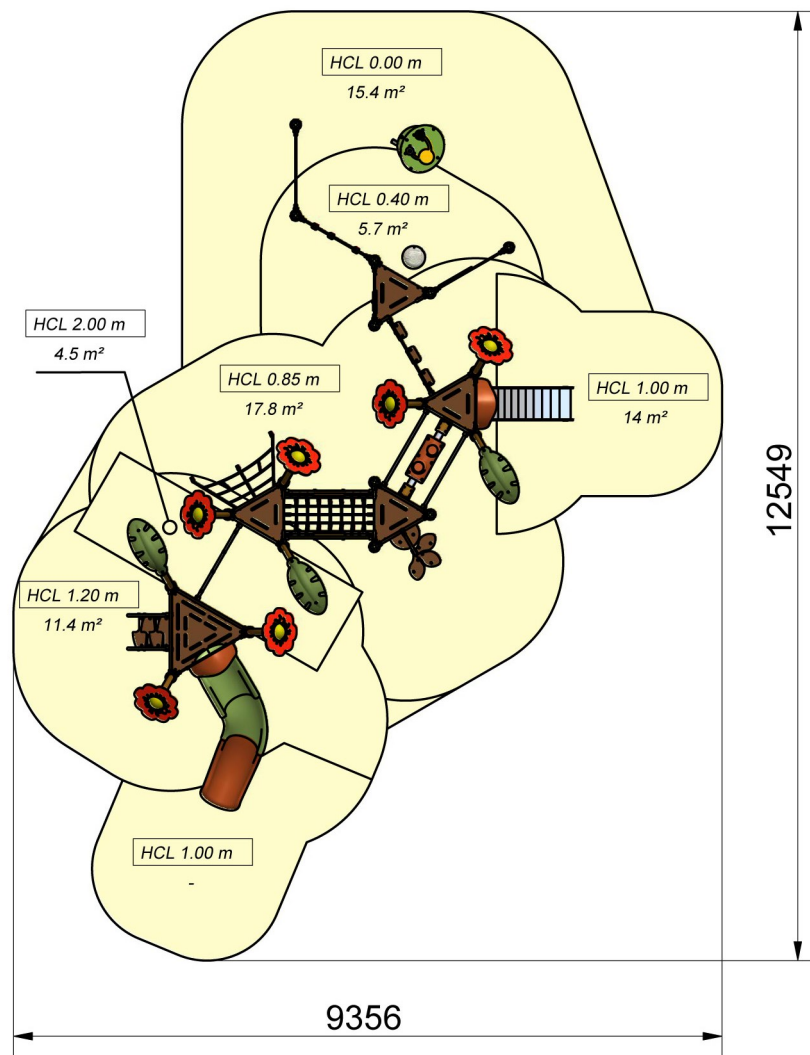 HCL 0.00 m
15.4 m²
HCL 0.40 m
5.7 m²
HCL 2.00 m
4.5 m²
HCL 0.85 m
17.8 m²
HCL 1.00 m
14 m²
12549
HCL 1.20 m
11.4 m²
HCL 1.00 m
-
9356